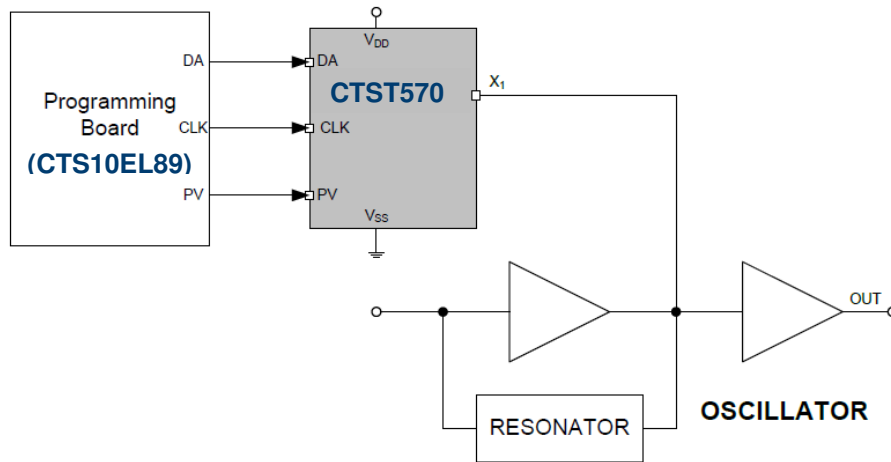 VDD
DA
DA
CTST570
X1
Programming
Board
CLK
CLK
(CTS10EL89)
PV
PV
VSS
OUT
OSCILLATOR
RESONATOR